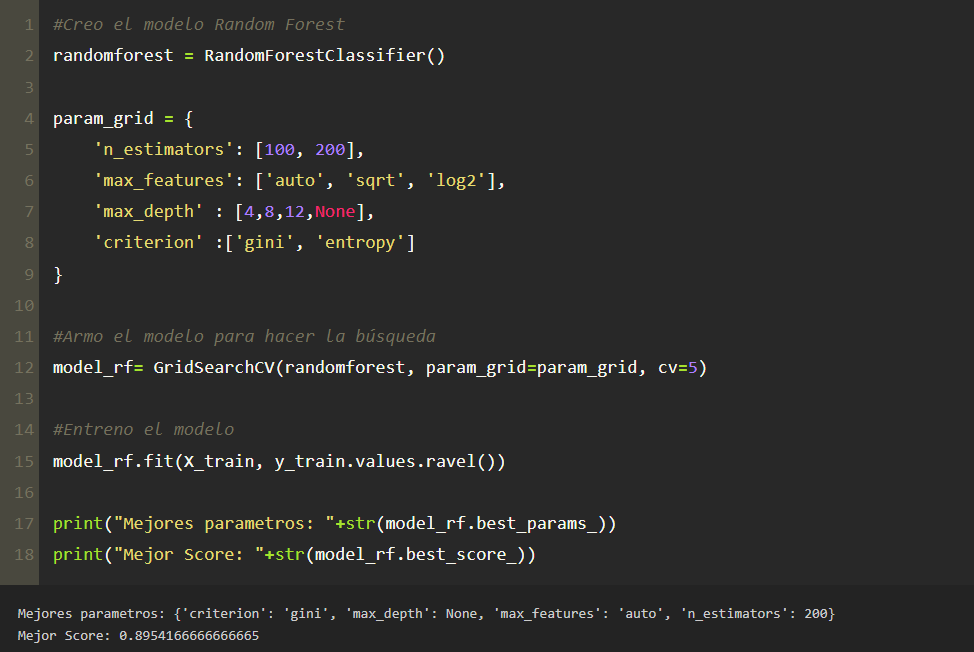 1 #Creo el modelo Random Forest
2 randomforest = RandomForestClassifier()
3
4 param_grid = {
5     'n_estimators': [100, 200],
6     'max_features': ['auto', 'sqrt', 'log2'],
7     'max_depth' : [4,8,12,None],
8     'criterion' :['gini', 'entropy']
9 }
10
11 #Armo el modelo para hacer la búsqueda
12 model_rf= GridSearchCV(randomforest, param_grid=param_grid, cv=5)
13
14 #Entreno el modelo
15 model_rf.fit(X_train, y_train.values.ravel())
16
17 print("Mejores parametros: "+str(model_rf.best_params_))
18 print("Mejor Score: "+str(model_rf.best_score_))
Mejores parametros: {'criterion': 'gini', 'max_depth': None, 'max_features': 'auto', 'n_estimators': 200}
Mejor Score: 0.8954166666666665